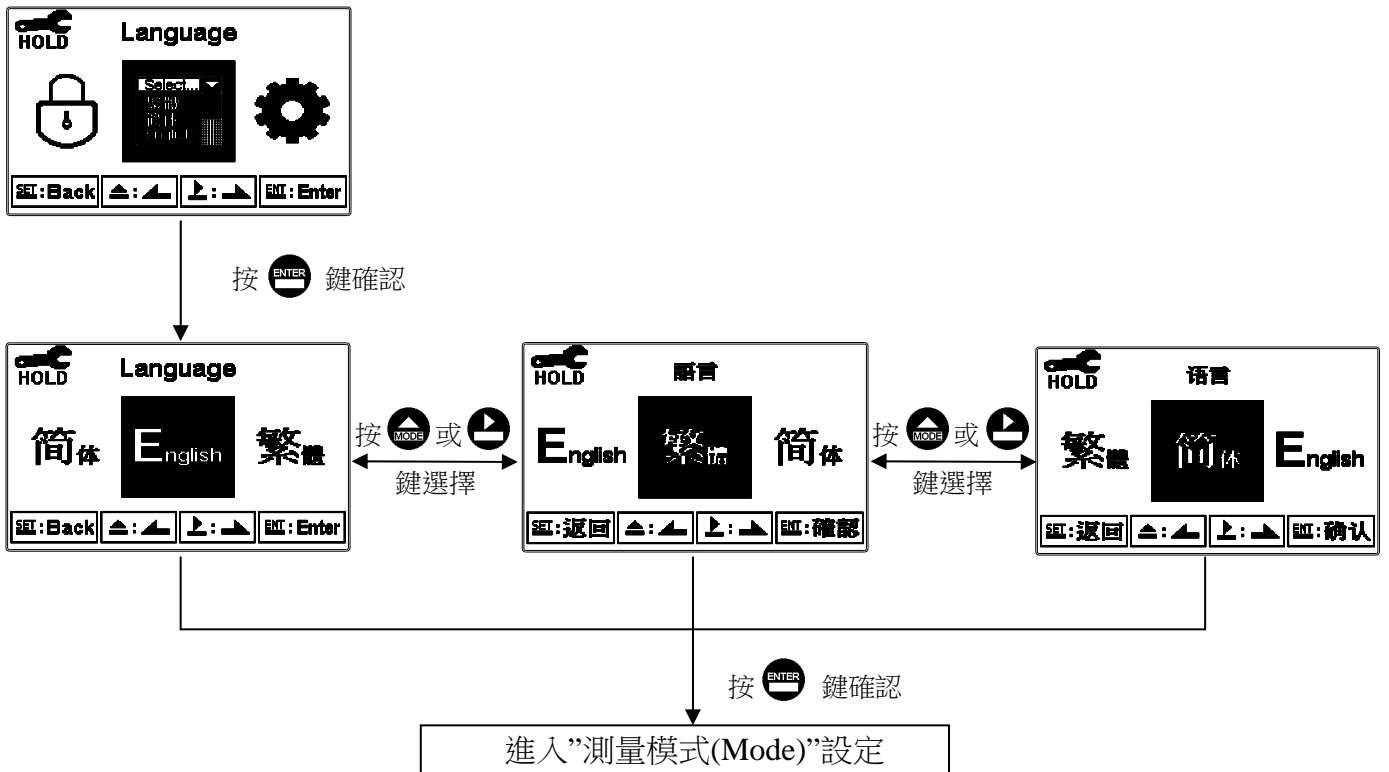 HOLD Language
Select...
SET:Back ENT:Enter
按 ENTER 鍵確認
HOLD Language
简体 English 繁體
SET:Back ENT:Enter
按 MODE 或 鍵選擇
HOLD 語言
English 繁體 简体
SET:返回 ENT:確認
按 MODE 或 鍵選擇
HOLD 语言
繁體 简体 English
SET:返回 ENT:确认
按 ENTER 鍵確認
進入”測量模式(Mode)”設定